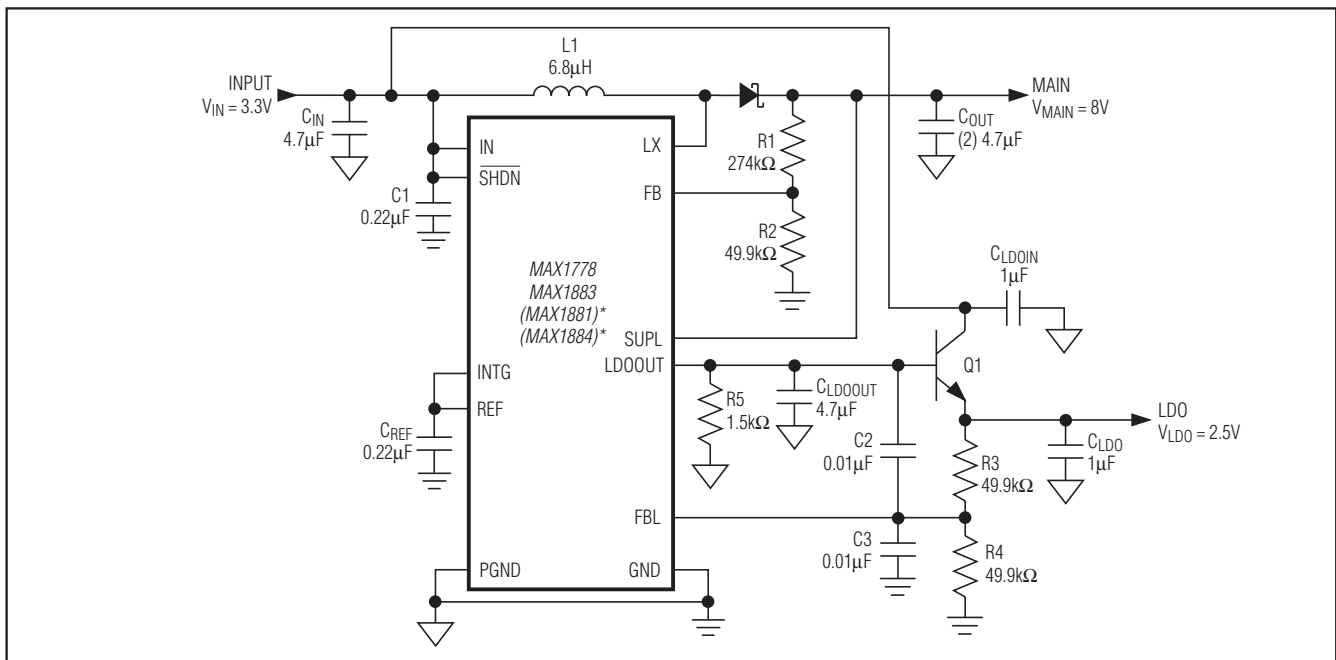 L1
6.8μH
INPUT
V_IN = 3.3V
MAIN
V_MAIN = 8V
C_IN
4.7μF
C_OUT
(2) 4.7μF
IN
SHDN
LX
FB
R1
274kΩ
C1
0.22μF
R2
49.9kΩ
C_LDOIN
1μF
MAX1778
MAX1883
(MAX1881)*
(MAX1884)*
SUPL
LDOOUT
Q1
INTG
REF
R5
1.5kΩ
C_LDOOUT
4.7μF
LDO
V_LDO = 2.5V
C_REF
0.22μF
C2
0.01μF
R3
49.9kΩ
C_LDO
1μF
FBL
C3
0.01μF
R4
49.9kΩ
PGND
GND